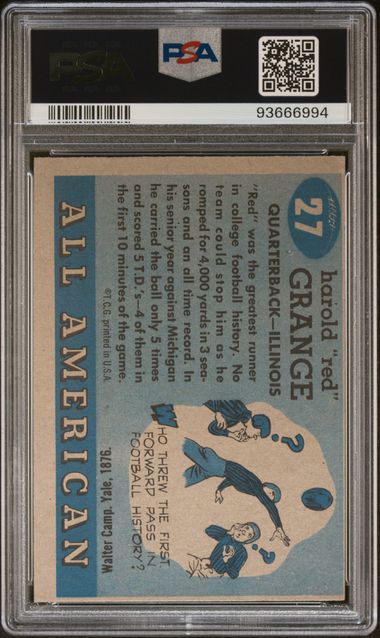 PSA
PSA
93666994
27
harold "red"
GRANGE
QUARTERBACK—ILLINOIS
"Red" was the greatest runner
in college football history. No
team could stop him as he
romped for 4,000 yards in 3 sea-
sons and an all time record. In
his senior year against Michigan
he carried the ball only 5 times
and scored 5 T.D.'s—4 of them in
the first 10 minutes of the game.
©T.C.G. printed in U.S.A.
WHO THREW THE FIRST
FORWARD PASS IN
FOOTBALL HISTORY?
Walter Camp, Yale, 1876.
ALL AMERICAN